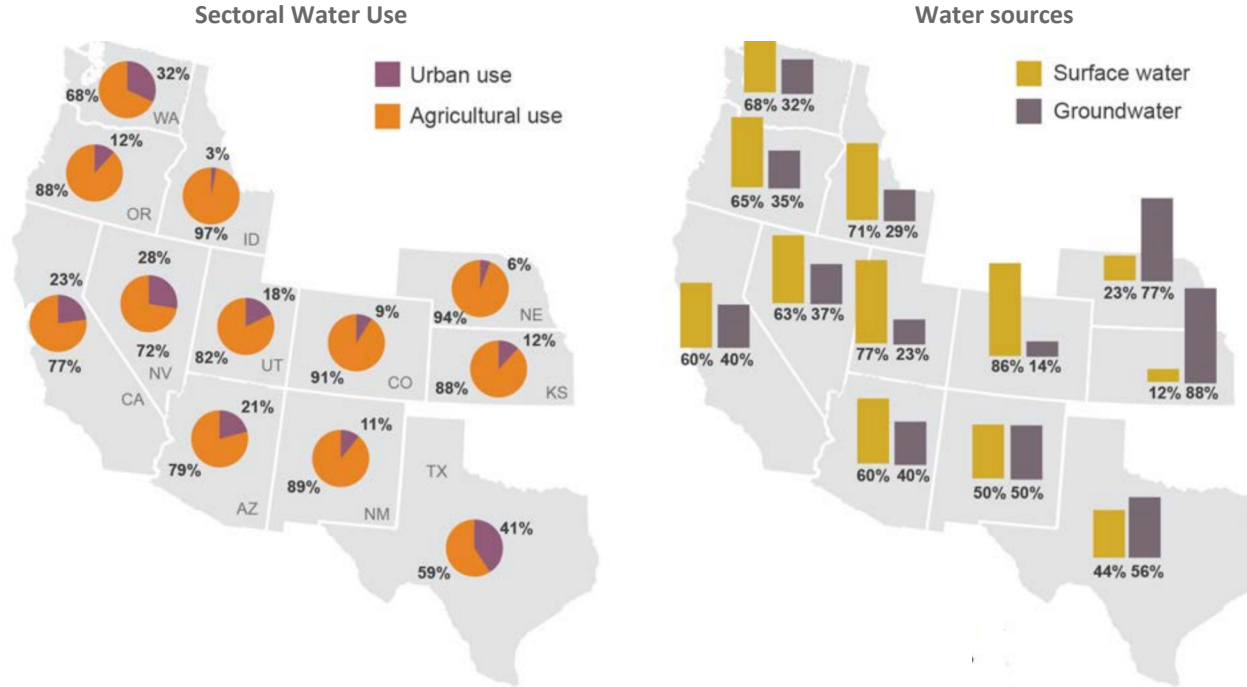 Sectoral Water Use
Urban use
Agricultural use
32%
68%
WA
12%
88%
OR
3%
97%
ID
28%
72%
NV
23%
77%
CA
18%
82%
UT
9%
91%
CO
6%
94%
NE
12%
88%
KS
21%
79%
AZ
11%
89%
NM
TX
41%
59%
Water sources
Surface water
Groundwater
68% 32%
65% 35%
71% 29%
63% 37%
60% 40%
77% 23%
86% 14%
23% 77%
12% 88%
60% 40%
50% 50%
44% 56%